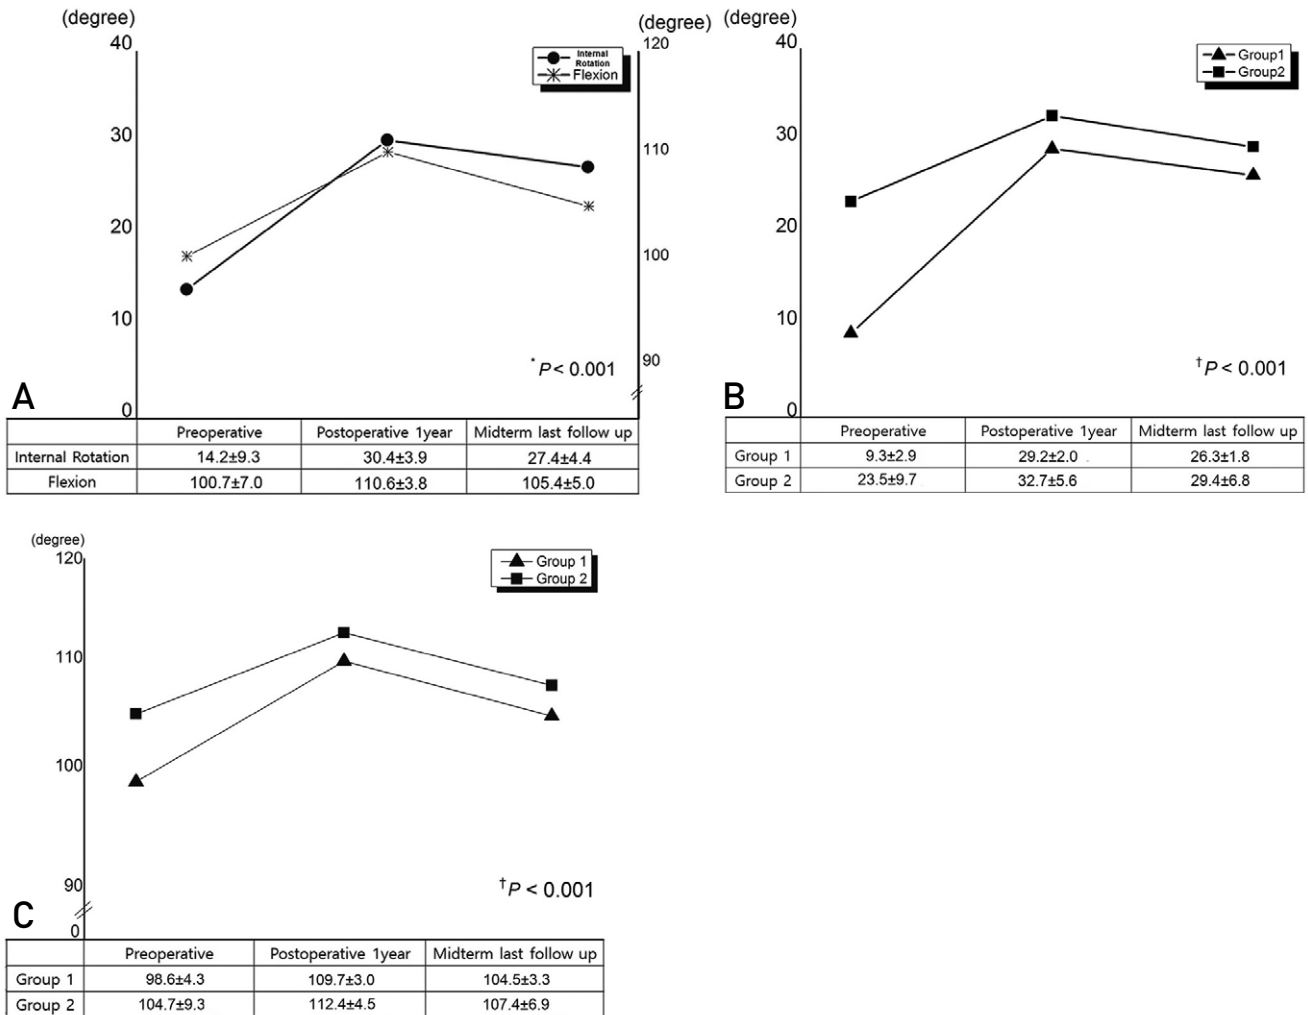 (degree)
40
30
20
10
0
(degree)
120
110
100
90
Internal
Rotation
Flexion
* P < 0.001
A
Preoperative Postoperative 1year Midterm last follow up
Internal Rotation 14.2±9.3 30.4±3.9 27.4±4.4
Flexion 100.7±7.0 110.6±3.8 105.4±5.0
(degree)
40
30
20
10
0
Group1
Group2
† P < 0.001
B
Preoperative Postoperative 1year Midterm last follow up
Group 1 9.3±2.9 29.2±2.0 26.3±1.8
Group 2 23.5±9.7 32.7±5.6 29.4±6.8
(degree)
120
110
100
90
0
Group 1
Group 2
† P < 0.001
C
Preoperative Postoperative 1year Midterm last follow up
Group 1 98.6±4.3 109.7±3.0 104.5±3.3
Group 2 104.7±9.3 112.4±4.5 107.4±6.9